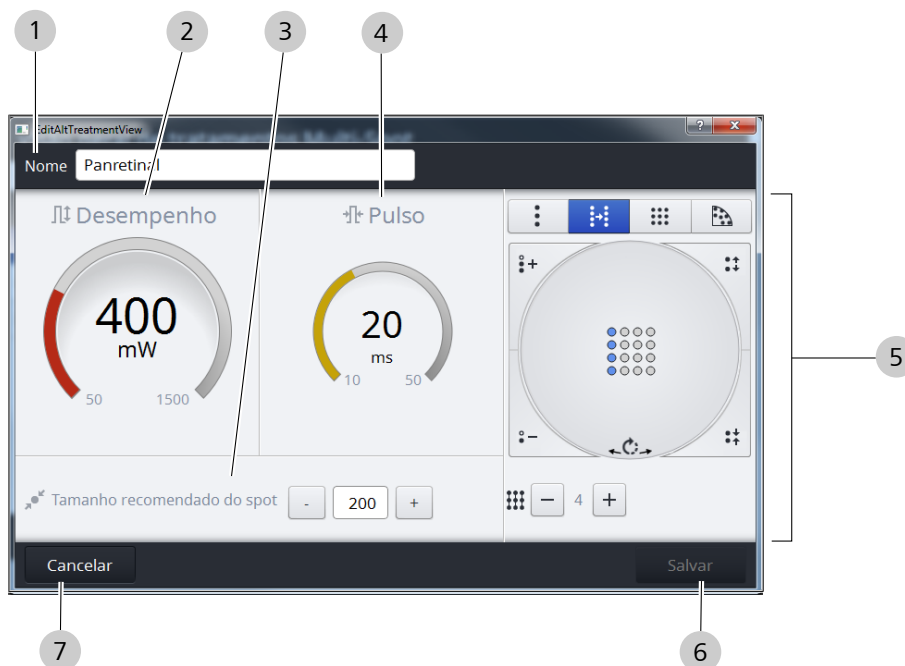 1
2
3
4
EditAltTreatmentView
?
x
Nome Panretinal
Desempenho
Pulso
400
mW
50 1500
20
ms
10 50
5
Tamanho recomendado do spot - 200 +
− 4 +
Cancelar
Salvar
7
6